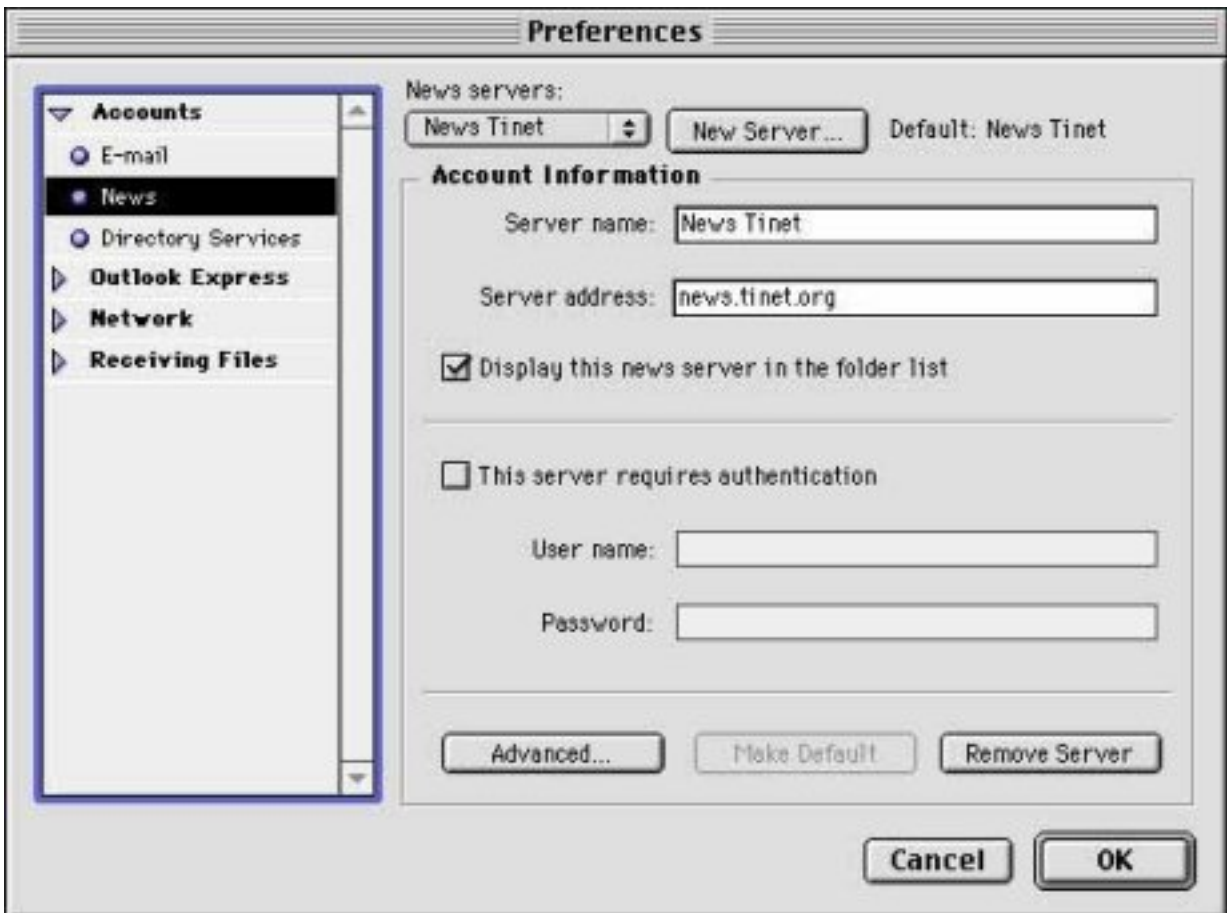 Preferences
Accounts
E-mail
News
Directory Services
Outlook Express
Network
Receiving Files
News servers:
News Tinet New Server... Default: News Tinet
Account Information
Server name: News Tinet
Server address: news.tinet.org
Display this news server in the folder list
This server requires authentication
User name:
Password:
Advanced... Make Default Remove Server
Cancel OK